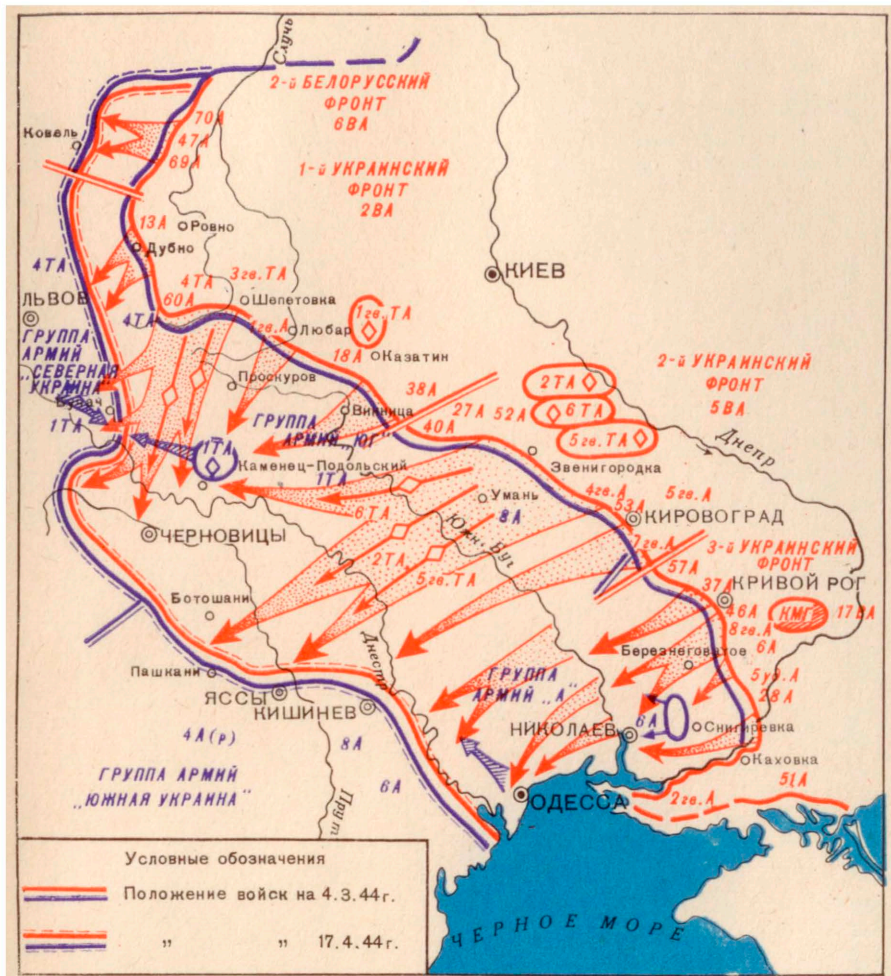 Случь
2-й БЕЛОРУССКИЙ
ФРОНТ
6ВА
70А
47А
69А
Ковель
1-й УКРАИНСКИЙ
ФРОНТ
2ВА
13А
Ровно
Дубно
КИЕВ
4ТА
3гв.ТА
4ТА
60А
Шепетовка
ЛЬВОВ
4ТА
1гв.ТА
1гв.А
Любар
ГРУППА
АРМИЙ
„СЕВЕРНАЯ
УКРАИНА"
18А
Казатин
2-й УКРАИНСКИЙ
ФРОНТ
5ВА
Проскуров
38А
2ТА
Бучач
Винница
27А
52А
6ТА
1ТА
ГРУППА
АРМИЙ „ЮГ"
40А
5гв.ТА
Днепр
1ТА
Звенигородка
Каменец-Подольский
1ТА
Умань
4гв.А
5гв.А
6ТА
8А
53А
КИРОВОГРАД
ЧЕРНОВИЦЫ
Южн. Буг
7гв.А
3-й УКРАИНСКИЙ
ФРОНТ
2ТА
57А
5гв.ТА
37А
КРИВОЙ РОГ
Ботошани
46А
КМГ
17ВА
8гв.А
6А
Днестр
Березнеговатое
Пашкани
ГРУППА
АРМИЙ „А"
5уд.А
28А
ЯССЫ
КИШИНЕВ
НИКОЛАЕВ
6А
Снигиревка
4А(р)
8А
Каховка
ГРУППА АРМИЙ
„ЮЖНАЯ УКРАИНА"
6А
51А
ОДЕССА
2гв.А
Прут
Условные обозначения
Положение войск на 4.3.44г.
„ „ 17.4.44г.
ЧЕРНОЕ МОРЕ